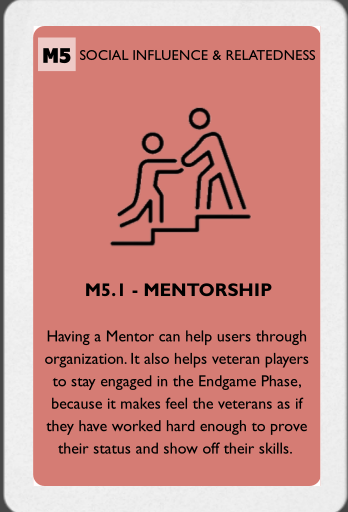 M5 SOCIAL INFLUENCE & RELATEDNESS
M5.1 - MENTORSHIP
Having a Mentor can help users through
organization. It also helps veteran players
to stay engaged in the Endgame Phase,
because it makes feel the veterans as if
they have worked hard enough to prove
their status and show off their skills.